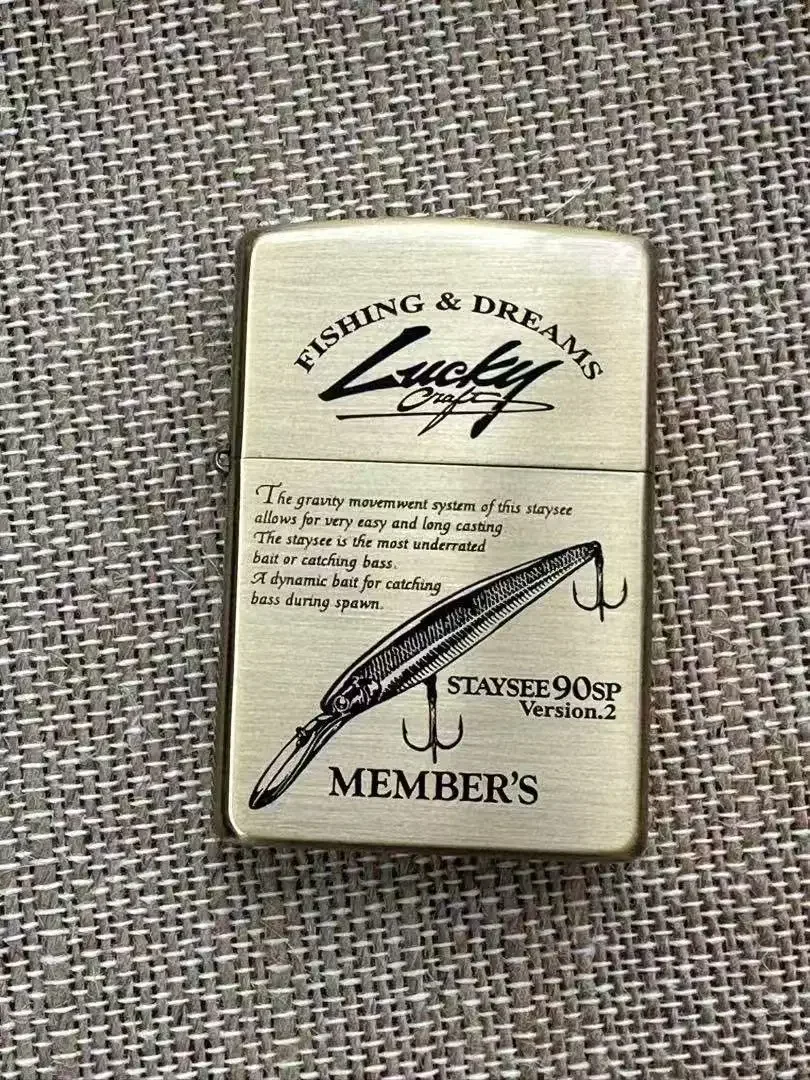 FISHING & DREAMS
Lucky
Craft
The gravity movemwent system of this staysee
allows for very easy and long casting
The staysee is the most underrated
bait or catching bass.
A dynamic bait for catching
bass during spawn.
STAYSEE 90SP
Version.2
MEMBER'S